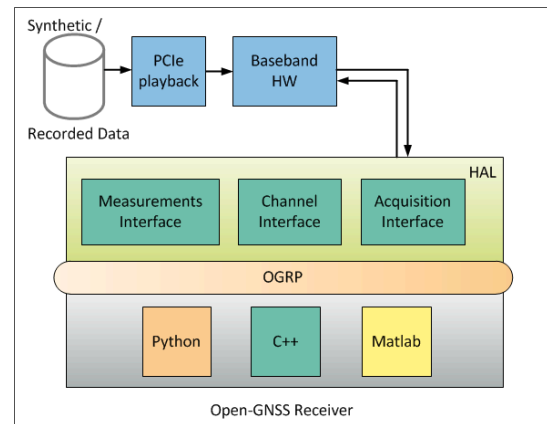 Synthetic /
Recorded Data
PCIe
playback
Baseband
HW
HAL
Measurements
Interface
Channel
Interface
Acquisition
Interface
OGRP
Python
C++
Matlab
Open-GNSS Receiver